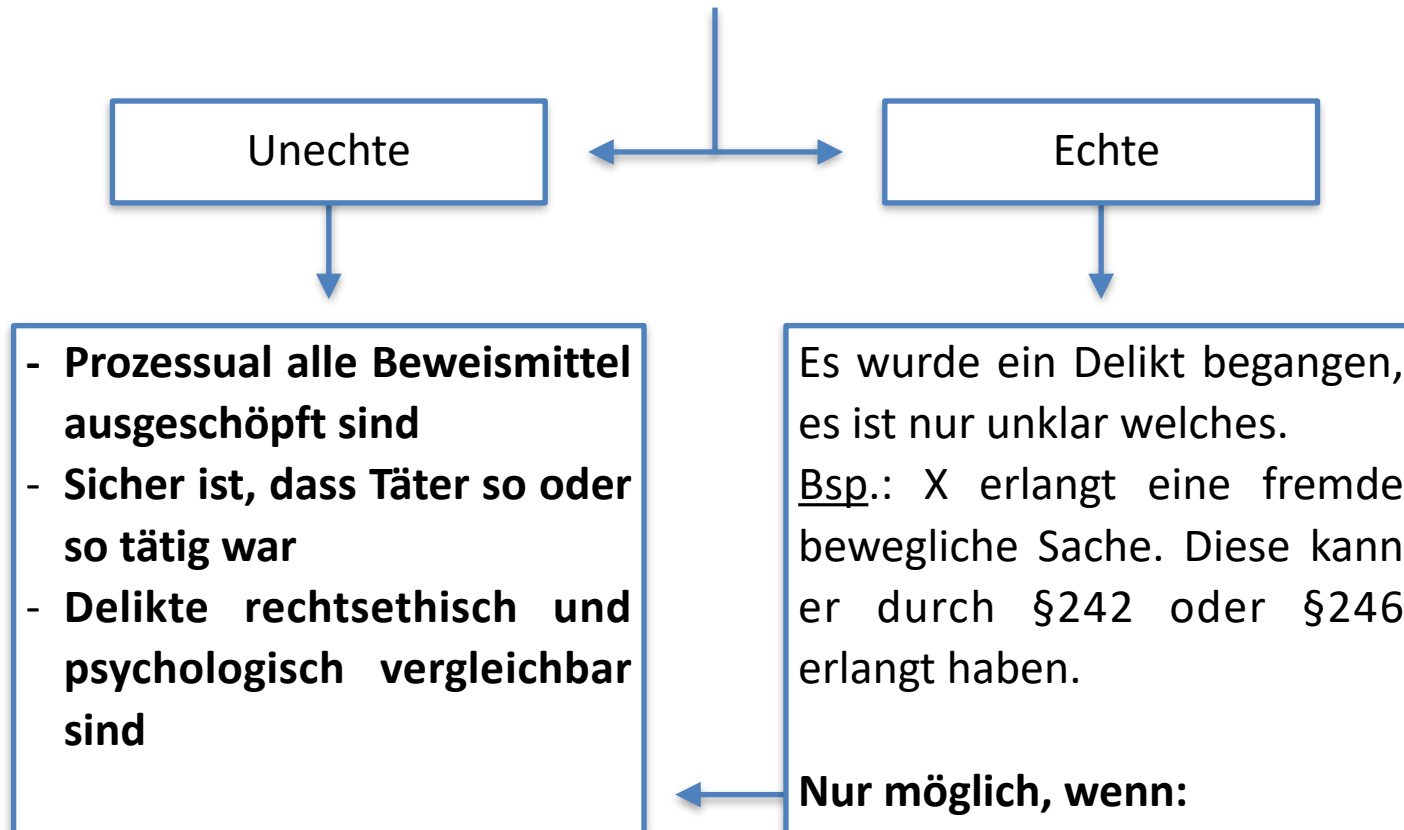 Unechte
Echte
- Prozessual alle Beweismittel
ausgeschöpft sind
- Sicher ist, dass Täter so oder
so tätig war
- Delikte rechtsethisch und
psychologisch vergleichbar
sind
Es wurde ein Delikt begangen,
es ist nur unklar welches.
Bsp.: X erlangt eine fremde
bewegliche Sache. Diese kann
er durch §242 oder §246
erlangt haben.
Nur möglich, wenn: